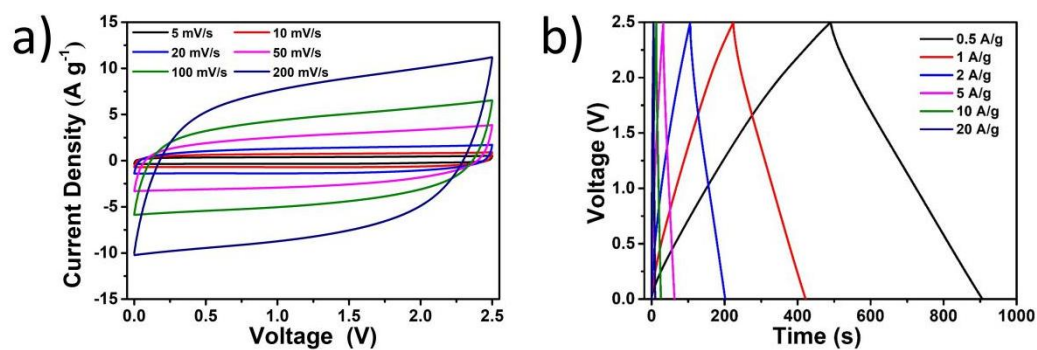 a)
Current Density (A g⁻¹)
15
10
5
0
-5
-10
-15
5 mV/s 10 mV/s
20 mV/s 50 mV/s
100 mV/s 200 mV/s
0.0 0.5 1.0 1.5 2.0 2.5
Voltage (V)
b)
Voltage (V)
2.5
2.0
1.5
1.0
0.5
0.0
0.5 A/g
1 A/g
2 A/g
5 A/g
10 A/g
20 A/g
0 200 400 600 800 1000
Time (s)